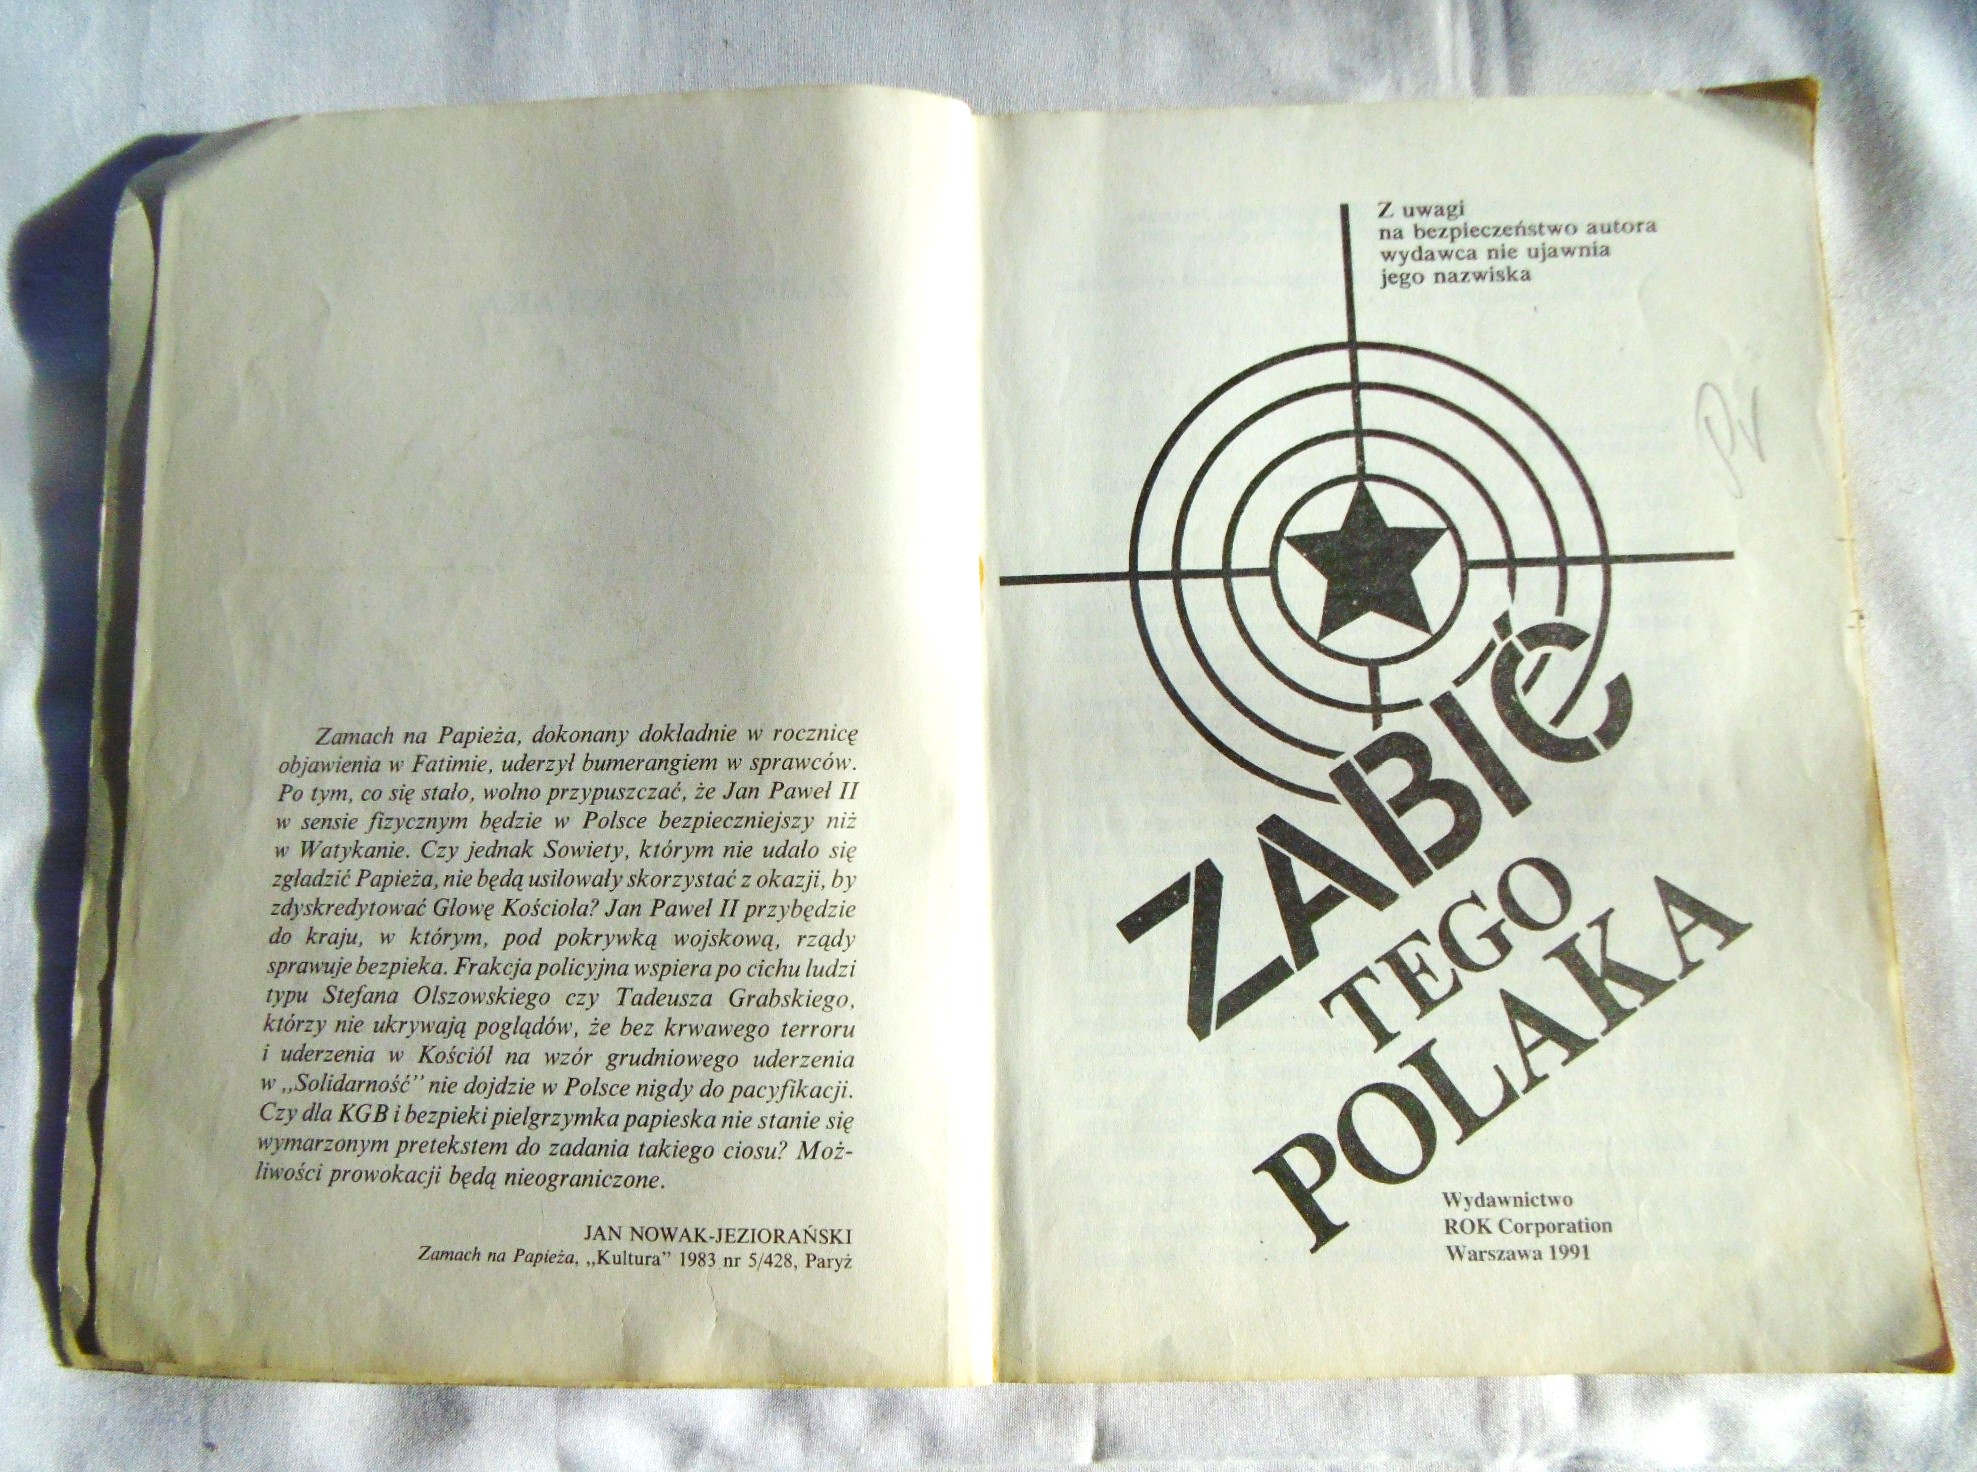 Zamach na Papieża, dokonany dokładnie w rocznicę
objawienia w Fatimie, uderzył bumerangiem w sprawców.
Po tym, co się stało, wolno przypuszczać, że Jan Paweł II
w sensie fizycznym będzie w Polsce bezpieczniejszy niż
w Watykanie. Czy jednak Sowiety, którym nie udało się
zgładzić Papieża, nie będą usiłowały skorzystać z okazji, by
zdyskredytować Głowę Kościoła? Jan Paweł II przybędzie
do kraju, w którym, pod pokrywką wojskową, rządy
sprawuje bezpieka. Frakcja policyjna wspiera po cichu ludzi
typu Stefana Olszowskiego czy Tadeusza Grabskiego,
którzy nie ukrywają poglądów, że bez krwawego terroru
i uderzenia w Kościół na wzór grudniowego uderzenia
w „Solidarność” nie dojdzie w Polsce nigdy do pacyfikacji.
Czy dla KGB i bezpieki pielgrzymka papieska nie stanie się
wymarzonym pretekstem do zadania takiego ciosu? Moż-
liwości prowokacji będą nieograniczone.
JAN NOWAK-JEZIORAŃSKI
Zamach na Papieża, „Kultura” 1983 nr 5/428, Paryż
Z uwagi
na bezpieczeństwo autora
wydawca nie ujawnia
jego nazwiska
ZABIĆ
TEGO
POLAKA
Wydawnictwo
ROK Corporation
Warszawa 1991